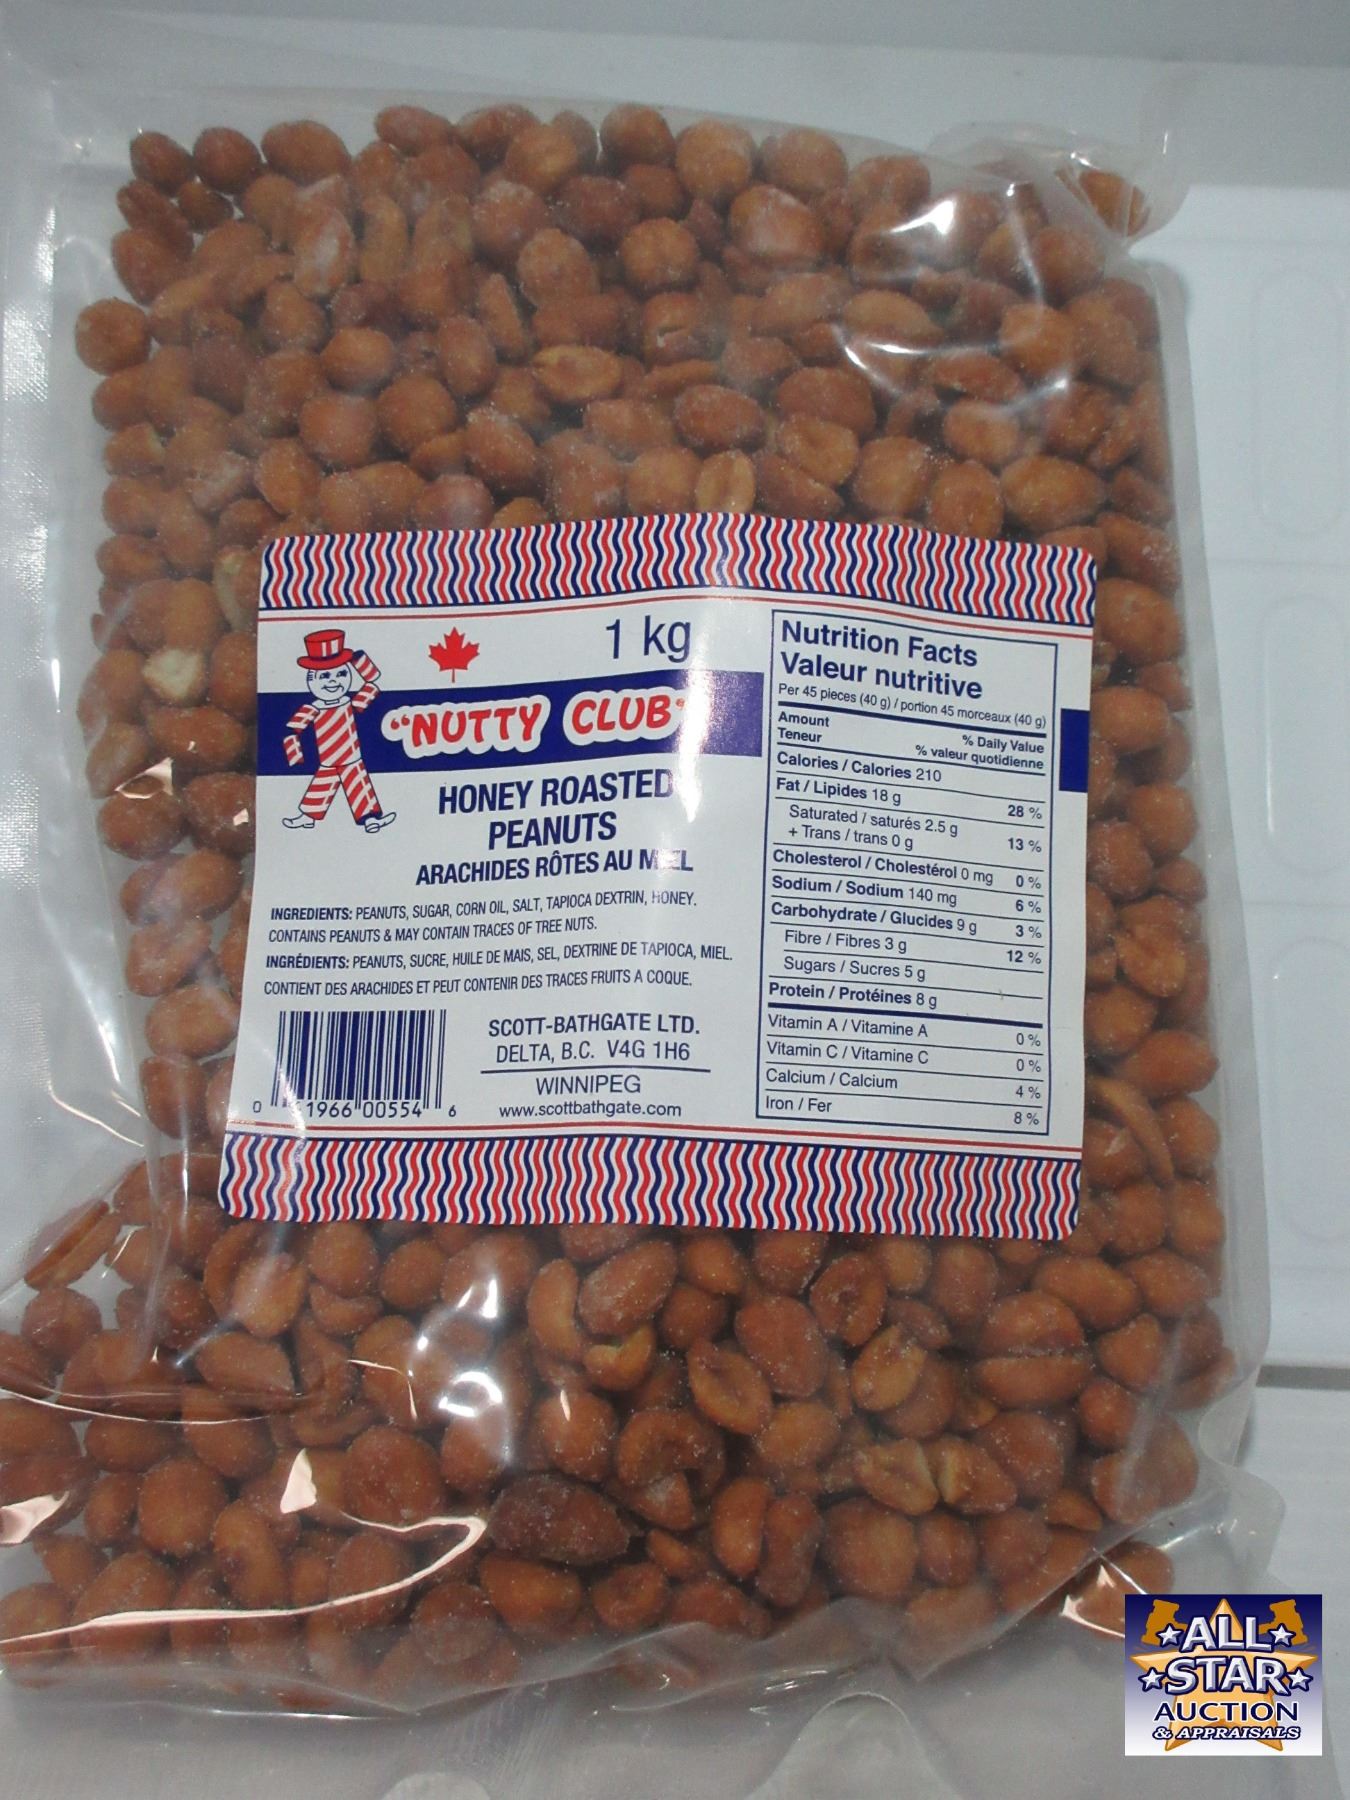 1 kg
"NUTTY CLUB"
HONEY ROASTED
PEANUTS
ARACHIDES RÔTES AU
INGREDIENTS: PEANUTS, SUGAR, CORN OIL, SALT, TAPIOCA DEXTRIN, HONEY.
CONTAINS PEANUTS & MAY CONTAIN TRACES OF TREE NUTS.
INGRÉDIENTS: PEANUTS, SUCRE, HUILE DE MAIS, SEL, DEXTRINE DE TAPIOCA, MIEL.
CONTIENT DES ARACHIDES ET PEUT CONTENIR DES TRACES FRUITS A COQUE.
0 61966 00554 6
SCOTT-BATHGATE LTD.
DELTA, B.C. V4G 1H6
WINNIPEG
www.scottbathgate.com
Nutrition Facts
Valeur nutritive
Per 45 pieces (40 g) / portion 45 morceaux (40 g)
Amount
Teneur
% Daily Value
% valeur quotidienne
Calories / Calories 210
Fat / Lipides 18 g 28 %
Saturated / saturés 2.5 g
+ Trans / trans 0 g 13 %
Cholesterol / Cholestérol 0 mg 0 %
Sodium / Sodium 140 mg 6 %
Carbohydrate / Glucides 9 g 3 %
Fibre / Fibres 3 g 12 %
Sugars / Sucres 5 g
Protein / Protéines 8 g
Vitamin A / Vitamine A 0 %
Vitamin C / Vitamine C 0 %
Calcium / Calcium 4 %
Iron / Fer 8 %
ALL
STAR
AUCTION
& APPRAISALS